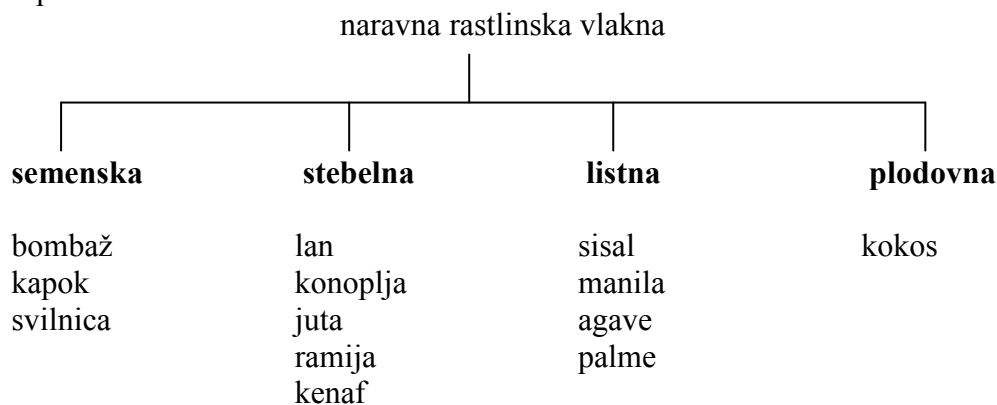 naravna rastlinska vlakna
semenska stebelna listna plodovna
bombaž lan sisal kokos
kapok konoplja manila
svilnica juta agave
ramija palme
kenaf